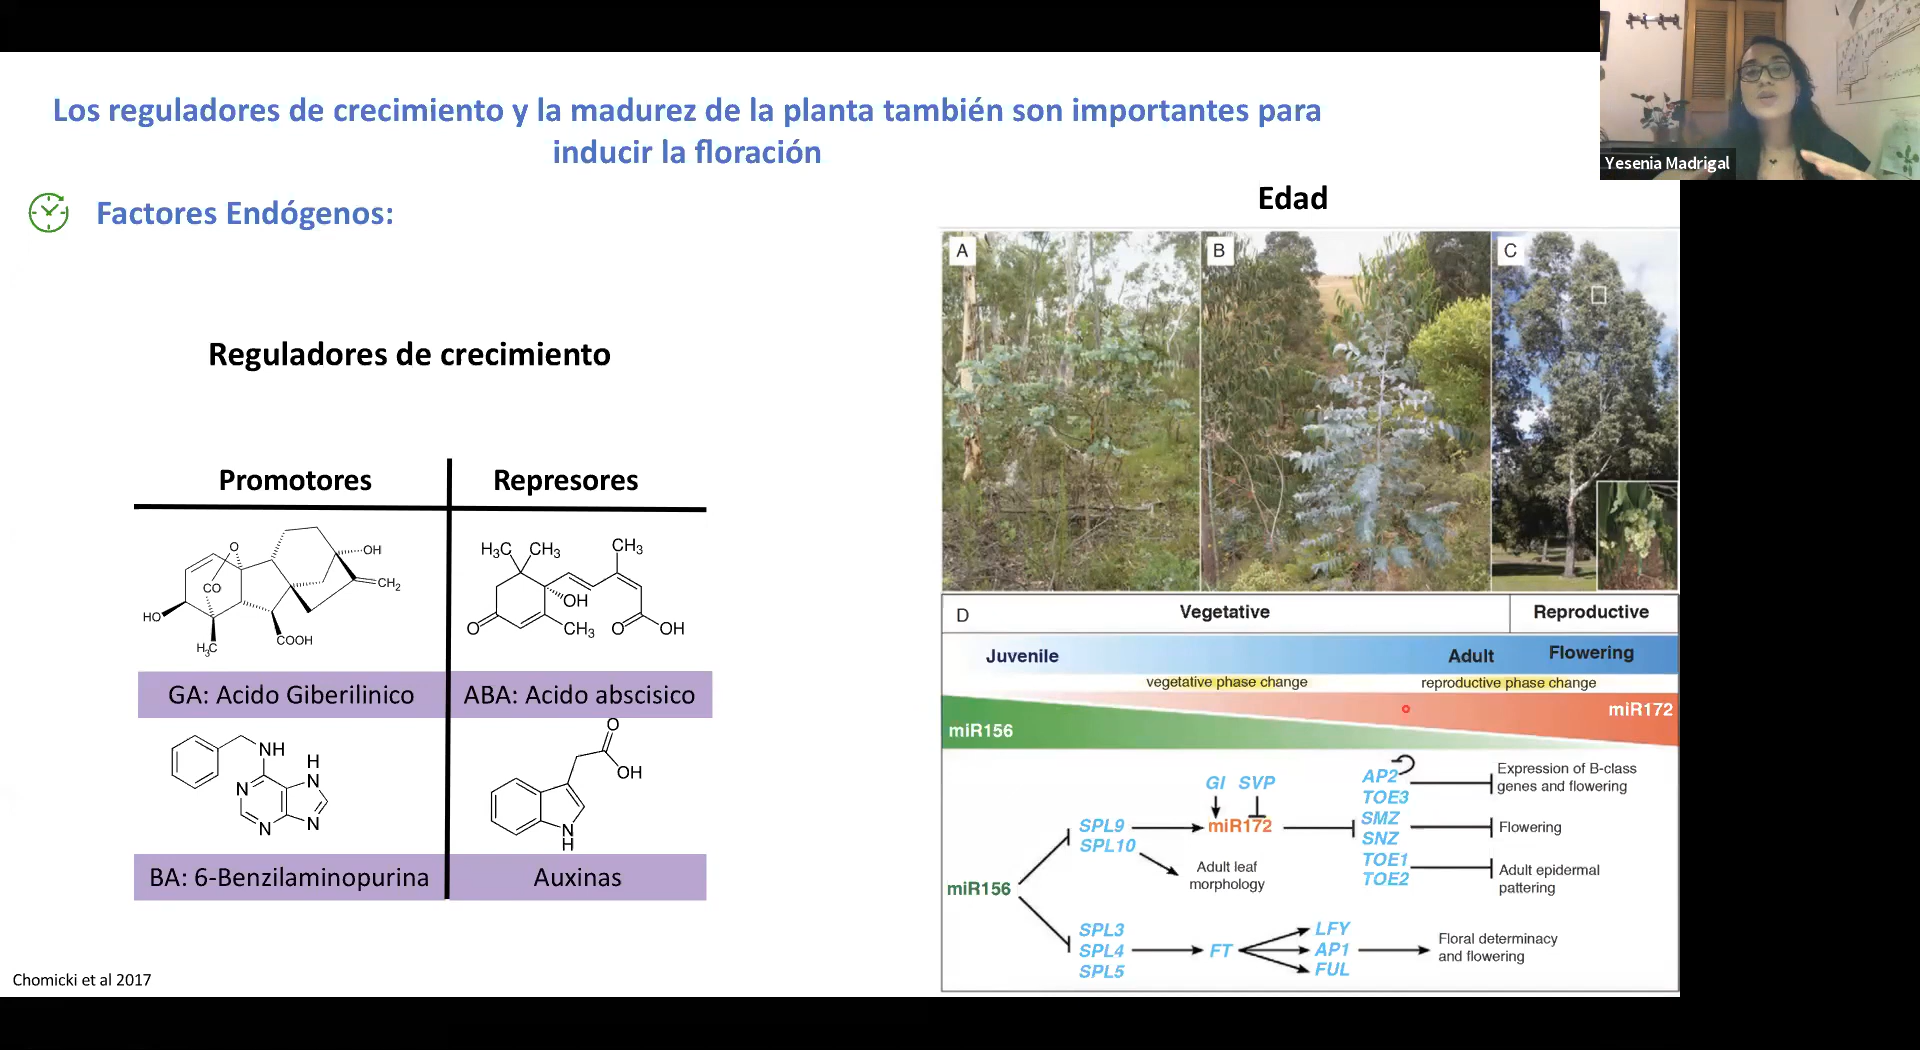 Los reguladores de crecimiento y la madurez de la planta también son importantes para
inducir la floración
Yesenia Madrigal
Factores Endógenos:
Edad
Reguladores de crecimiento
Promotores
Represores
O
OH
CO
CH2
HO
H3C
COOH
H3C
CH3
CH3
OH
O
CH3
O
OH
GA: Acido Giberilinico
ABA: Acido abscisico
NH
H
N
N
N
N
O
OH
N
H
BA: 6-Benzilaminopurina
Auxinas
Chomicki et al 2017
A
B
C
D
Vegetative
Reproductive
Juvenile
Adult
Flowering
vegetative phase change
reproductive phase change
miR156
miR172
GI SVP
SPL9
SPL10
miR172
AP2
TOE3
SMZ
SNZ
TOE1
TOE2
Expression of B-class
genes and flowering
Flowering
Adult epidermal
pattering
Adult leaf
morphology
miR156
SPL3
SPL4
SPL5
FT
LFY
AP1
FUL
Floral determinacy
and flowering